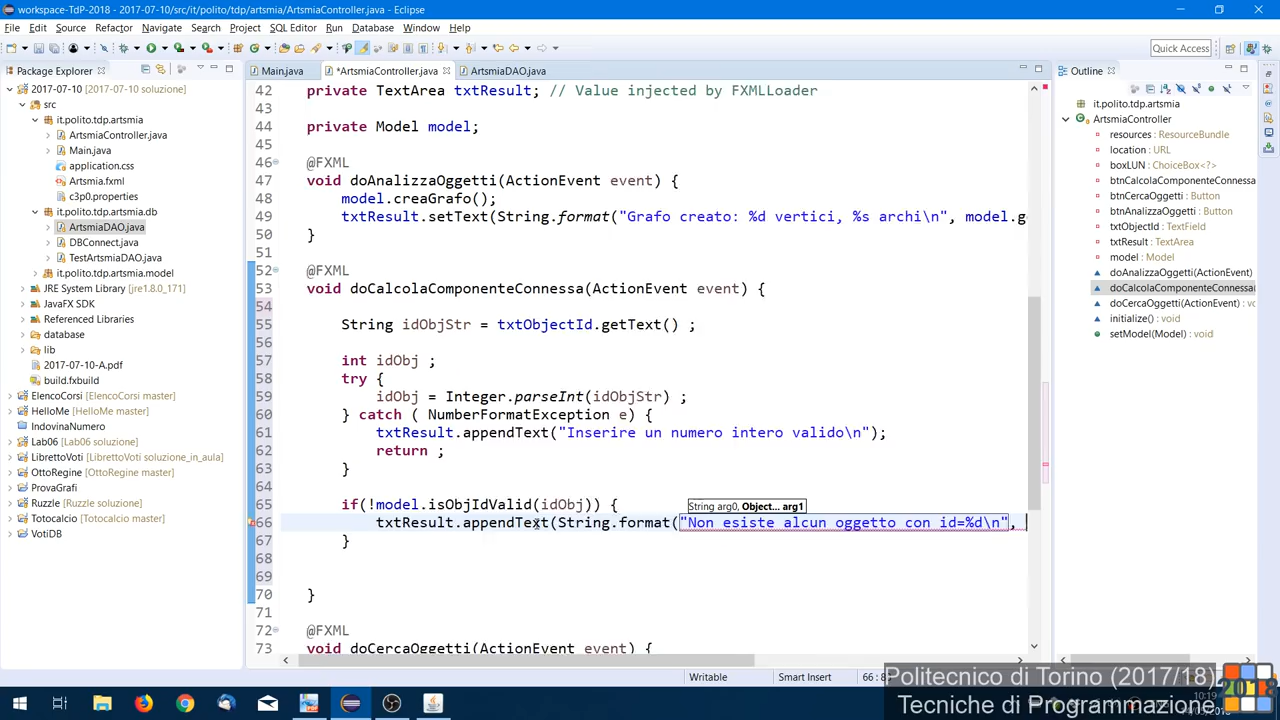 workspace-TdP-2018 - 2017-07-10/src/it/polito/tdp/artsmia/ArtsmiaController.java - Eclipse
File Edit Source Refactor Navigate Search Project SQL Editor Run Database Window Help
Quick Access
Package Explorer
Main.java
*ArtsmiaController.java
ArtsmiaDAO.java
Outline
2017-07-10 [2017-07-10 soluzione]
src
it.polito.tdp.artsmia
ArtsmiaController.java
Main.java
application.css
Artsmia.fxml
c3p0.properties
it.polito.tdp.artsmia.db
ArtsmiaDAO.java
DBConnect.java
TestArtsmiaDAO.java
it.polito.tdp.artsmia.model
JRE System Library [jre1.8.0_171]
JavaFX SDK
Referenced Libraries
database
lib
2017-07-10-A.pdf
build.fxbuild
ElencoCorsi [ElencoCorsi master]
HelloMe [HelloMe master]
IndovinaNumero
Lab06 [Lab06 soluzione]
LibrettoVoti [LibrettoVoti soluzione_in_aula]
OttoRegine [OttoRegine master]
ProvaGrafi
Ruzzle [Ruzzle soluzione]
Totocalcio [Totocalcio master]
VotiDB
42 private TextArea txtResult; // Value injected by FXMLLoader
43
44 private Model model;
45
46 @FXML
47 void doAnalizzaOggetti(ActionEvent event) {
48 model.creaGrafo();
49 txtResult.setText(String.format("Grafo creato: %d vertici, %s archi\n", model.g
50 }
51
52 @FXML
53 void doCalcolaComponenteConnessa(ActionEvent event) {
54
55 String idObjStr = txtObjectId.getText() ;
56
57 int idObj ;
58 try {
59 idObj = Integer.parseInt(idObjStr) ;
60 } catch ( NumberFormatException e) {
61 txtResult.appendText("Inserire un numero intero valido\n");
62 return ;
63 }
64
65 if(!model.isObjIdValid(idObj)) {
String arg0, Object... arg1
66 txtResult.appendText(String.format("Non esiste alcun oggetto con id=%d\n",
67 }
68
69
70 }
71
72 @FXML
73 void doCercaOggetti(ActionEvent event) {
it.polito.tdp.artsmia
ArtsmiaController
resources : ResourceBundle
location : URL
boxLUN : ChoiceBox<?>
btnCalcolaComponenteConnessa
btnCercaOggetti : Button
btnAnalizzaOggetti : Button
txtObjectId : TextField
txtResult : TextArea
model : Model
doAnalizzaOggetti(ActionEvent)
doCalcolaComponenteConnessa(
doCercaOggetti(ActionEvent) : vo
initialize() : void
setModel(Model) : void
Writable
Smart Insert
66 : 8
Politecnico di Torino (2017/18)
Tecniche di Programmazione
2018
10:19